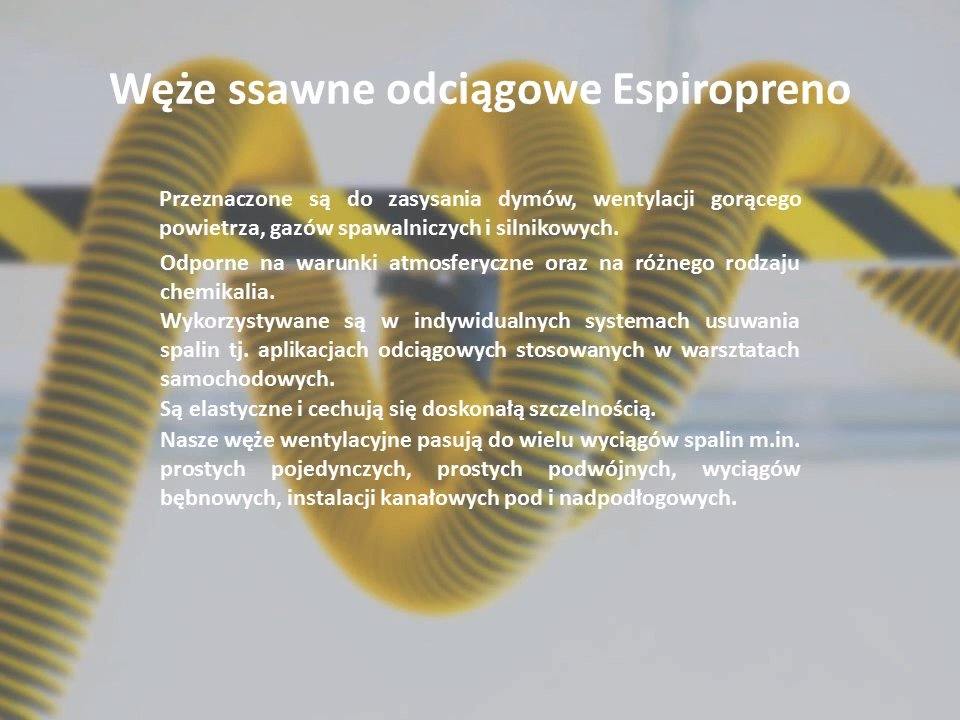 Węże ssawne odciągowe Espiropreno
Przeznaczone są do zasysania dymów, wentylacji gorącego
powietrza, gazów spawalniczych i silnikowych.
Odporne na warunki atmosferyczne oraz na różnego rodzaju
chemikalia.
Wykorzystywane są w indywidualnych systemach usuwania
spalin tj. aplikacjach odciągowych stosowanych w warsztatach
samochodowych.
Są elastyczne i cechują się doskonałą szczelnością.
Nasze węże wentylacyjne pasują do wielu wyciągów spalin m.in.
prostych pojedynczych, prostych podwójnych, wyciągów
bębnowych, instalacji kanałowych pod i nadpodłogowych.